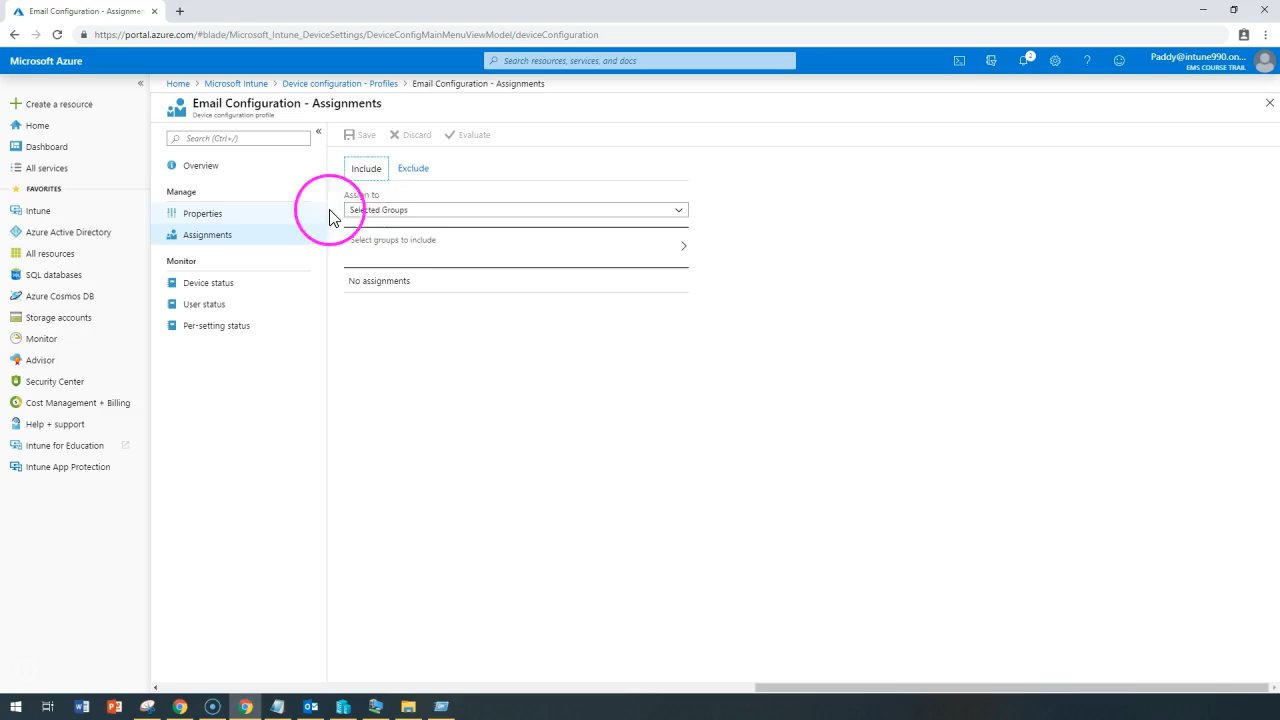 Email Configuration - Assignmen
https://portal.azure.com/#blade/Microsoft_Intune_DeviceSettings/DeviceConfigMainMenuViewModel/deviceConfiguration
Microsoft Azure
Search resources, services, and docs
2
Paddy@intune990.on...
EMS COURSE TRAIL
Create a resource
Home
Dashboard
All services
FAVORITES
Intune
Azure Active Directory
All resources
SQL databases
Azure Cosmos DB
Storage accounts
Monitor
Advisor
Security Center
Cost Management + Billing
Help + support
Intune for Education
Intune App Protection
Home > Microsoft Intune > Device configuration - Profiles > Email Configuration - Assignments
Email Configuration - Assignments
Device configuration profile
Search (Ctrl+/)
Overview
Manage
Properties
Assignments
Monitor
Device status
User status
Per-setting status
Save Discard Evaluate
Include Exclude
Assign to
Selected Groups
Select groups to include
No assignments